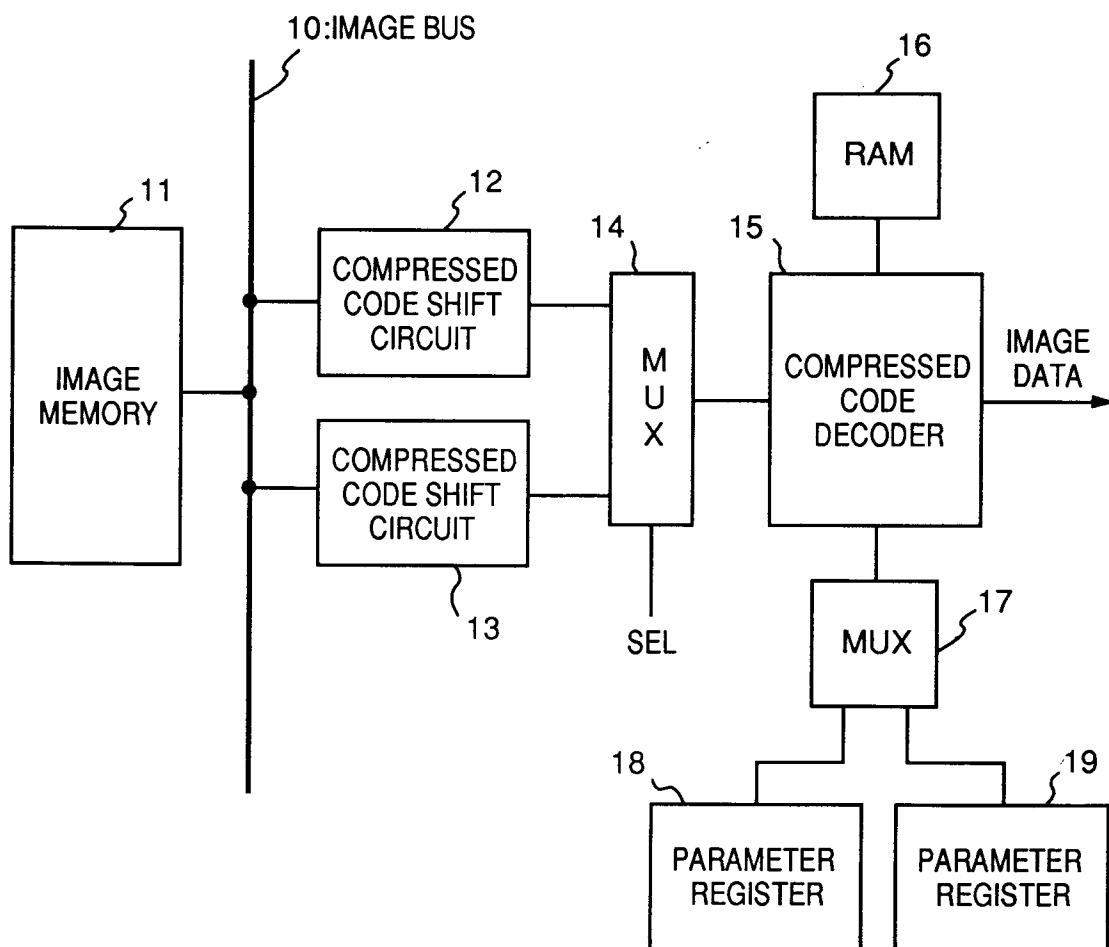 10:IMAGE BUS
16
RAM
11
IMAGE
MEMORY
12
COMPRESSED
CODE SHIFT
CIRCUIT
14
MUX
15
COMPRESSED
CODE
DECODER
IMAGE
DATA
COMPRESSED
CODE SHIFT
CIRCUIT
13
SEL
MUX
17
18
PARAMETER
REGISTER
19
PARAMETER
REGISTER